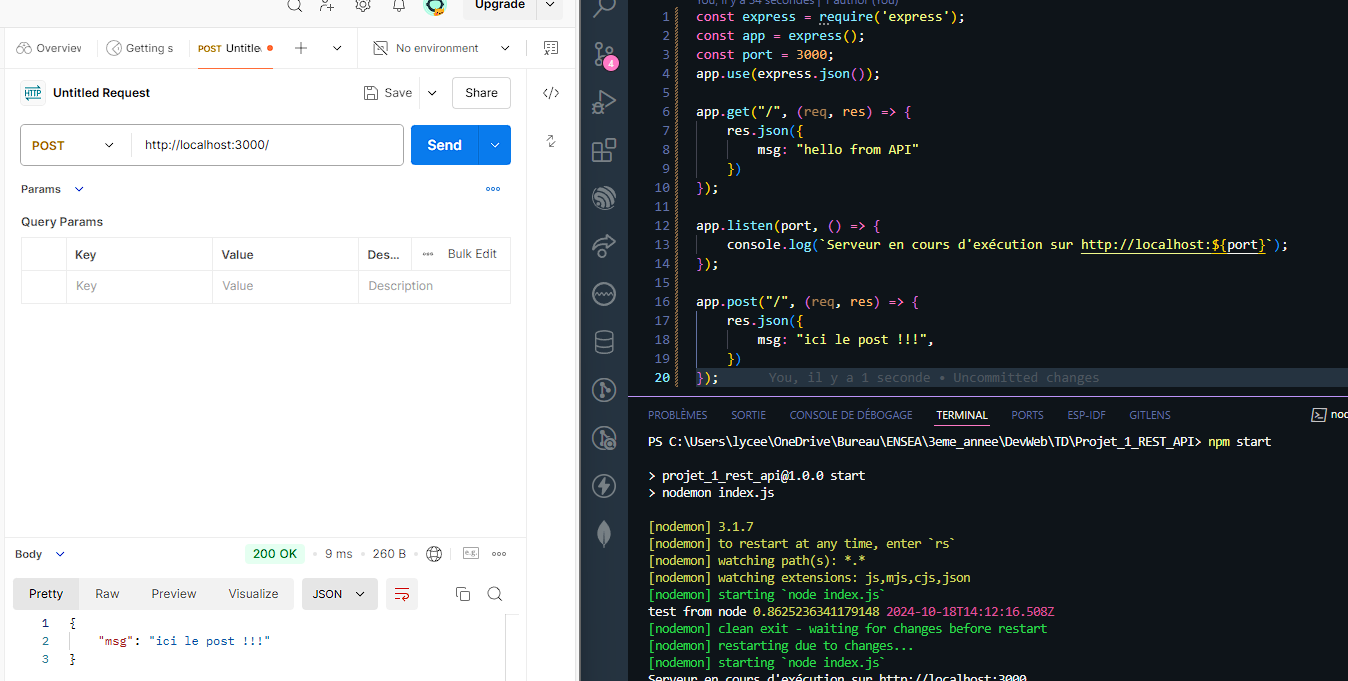 Upgrade
Overview
Getting s
POST Untitle
No environment
HTTP
Untitled Request
Save
Share
POST
http://localhost:3000/
Send
Params
Query Params
Key Value Des... Bulk Edit
Key Value Description
Body
200 OK • 9 ms • 260 B
e.g.
Pretty Raw Preview Visualize JSON
1 {
2 "msg": "ici le post !!!"
3 }
4
You, il y a 54 secondes | 1 author (You)
1 const express = require('express');
2 const app = express();
3 const port = 3000;
4 app.use(express.json());
5
6 app.get("/", (req, res) => {
7 res.json({
8 msg: "hello from API"
9 })
10 });
11
12 app.listen(port, () => {
13 console.log(`Serveur en cours d'exécution sur http://localhost:${port}`);
14 });
15
16 app.post("/", (req, res) => {
17 res.json({
18 msg: "ici le post !!!",
19 })
20 }); You, il y a 1 seconde • Uncommitted changes
PROBLÈMES SORTIE CONSOLE DE DÉBOGAGE TERMINAL PORTS ESP-IDF GITLENS
PS C:\Users\lycee\OneDrive\Bureau\ENSEA\3eme_annee\DevWeb\TD\Projet_1_REST_API> npm start
> projet_1_rest_api@1.0.0 start
> nodemon index.js
[nodemon] 3.1.7
[nodemon] to restart at any time, enter `rs`
[nodemon] watching path(s): *.*
[nodemon] watching extensions: js,mjs,cjs,json
[nodemon] starting `node index.js`
test from node 0.8625236341179148 2024-10-18T14:12:16.508Z
[nodemon] clean exit - waiting for changes before restart
[nodemon] restarting due to changes...
[nodemon] starting `node index.js`
Serveur en cours d'exécution sur http://localhost:3000